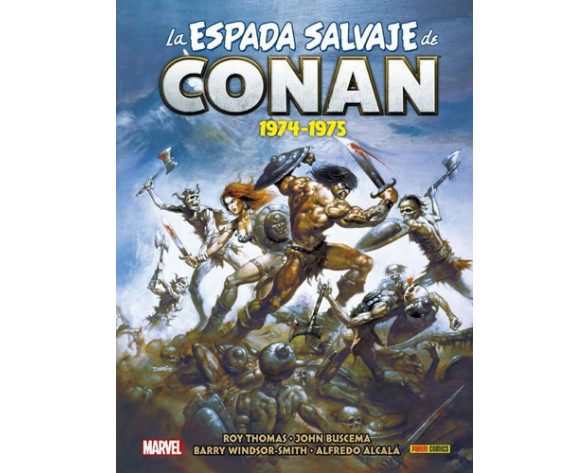 La ESPADA SALVAJE de
CONAN
1974-1975
ROY THOMAS • JOHN BUSCEMA
BARRY WINDSOR-SMITH • ALFREDO ALCALÁ
MARVEL
PANINI COMICS